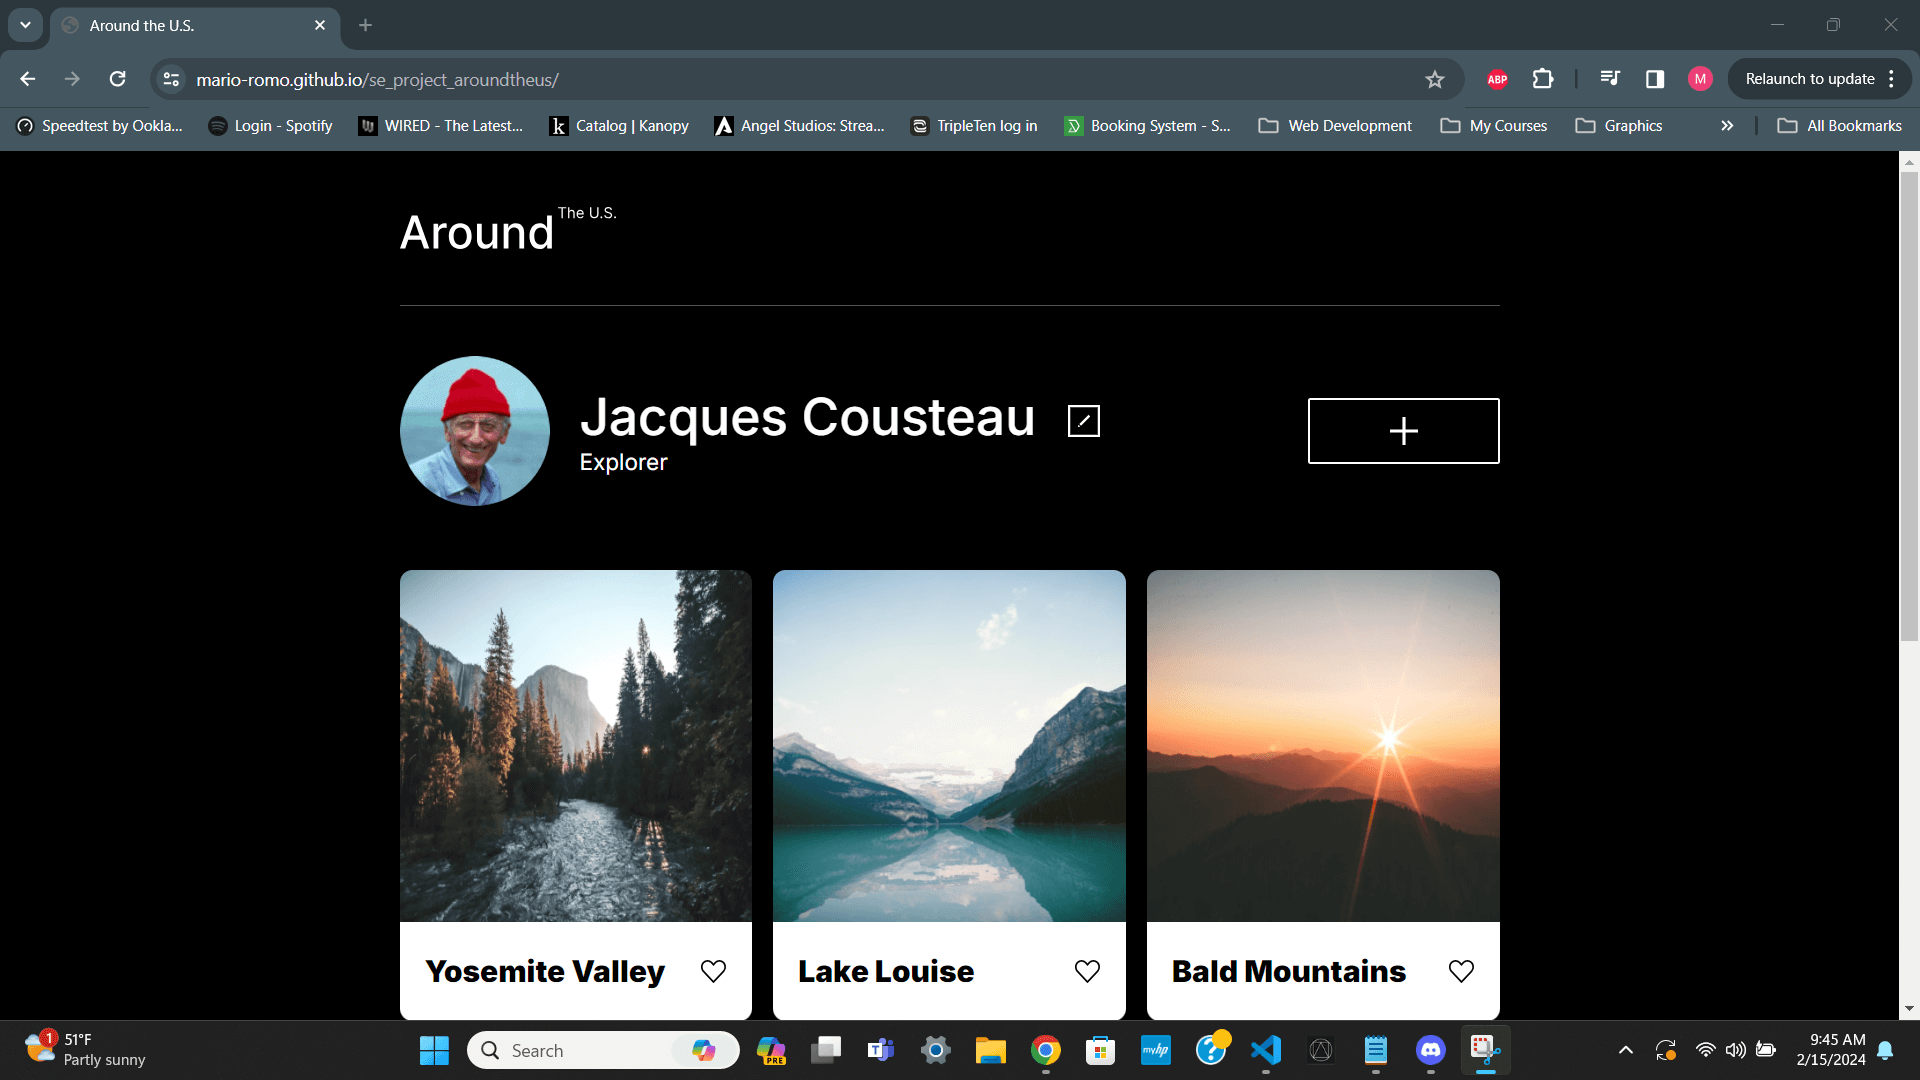 Around the U.S.
mario-romo.github.io/se_project_aroundtheus/
ABP
M
Relaunch to update
Speedtest by Ookla...
Login - Spotify
WIRED - The Latest...
Catalog | Kanopy
Angel Studios: Strea...
TripleTen log in
Booking System - S...
Web Development
My Courses
Graphics
All Bookmarks
Around The U.S.
Jacques Cousteau
Explorer
Yosemite Valley
Lake Louise
Bald Mountains
1
51°F
Partly sunny
Search
PRE
myhp
9:45 AM
2/15/2024